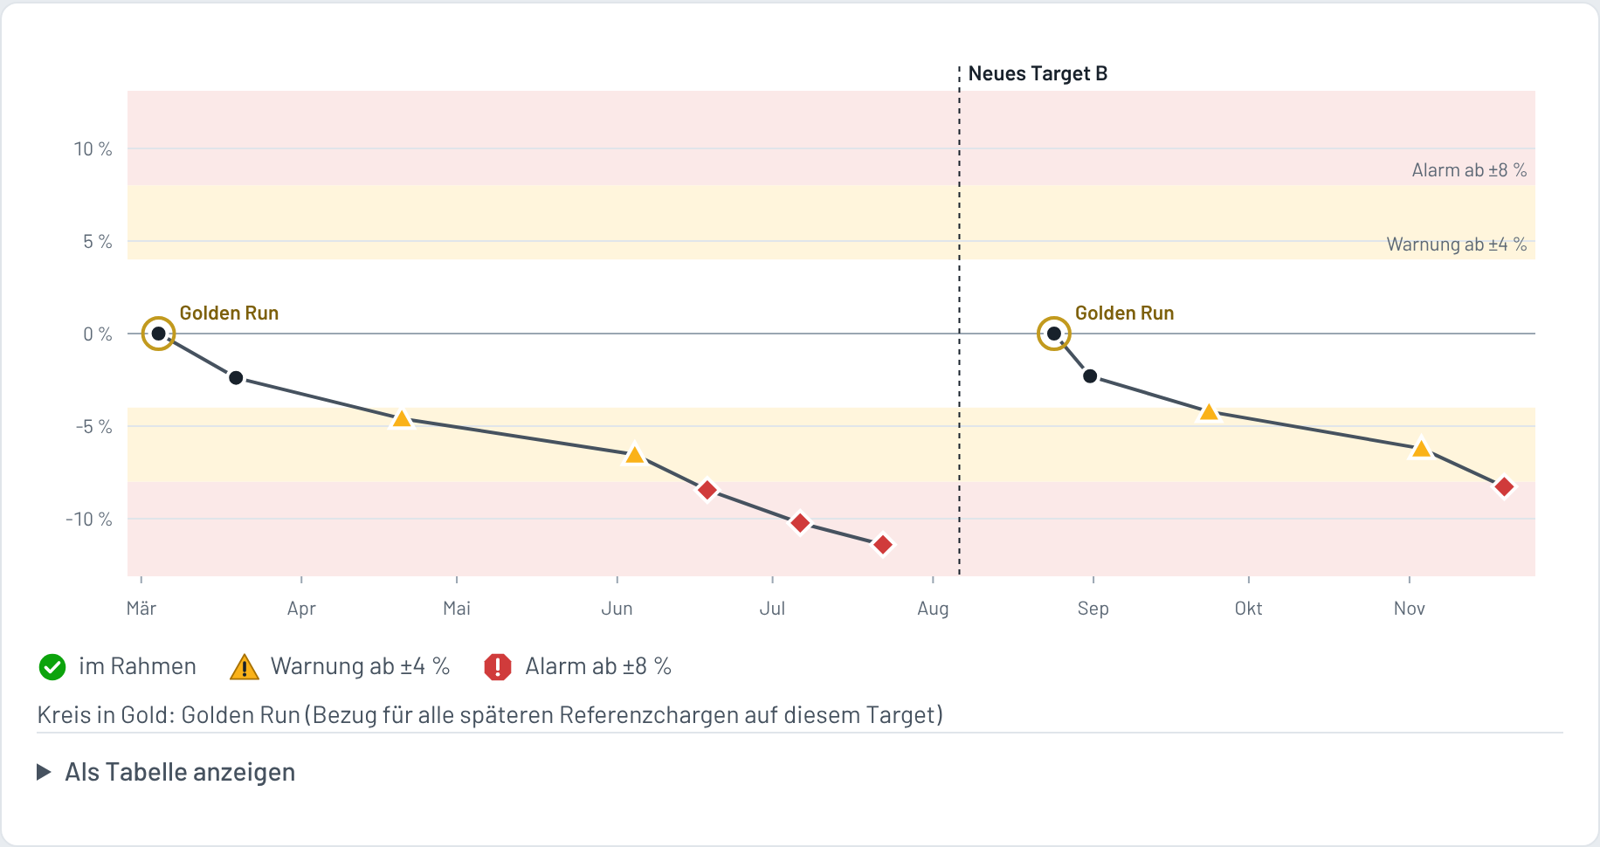 Neues Target B
10 %
Alarm ab ±8 %
5 %
Warnung ab ±4 %
Golden Run
Golden Run
0 %
-5 %
-10 %
Mär Apr Mai Jun Jul Aug Sep Okt Nov
im Rahmen Warnung ab ±4 % Alarm ab ±8 %
Kreis in Gold: Golden Run (Bezug für alle späteren Referenzchargen auf diesem Target)
Als Tabelle anzeigen